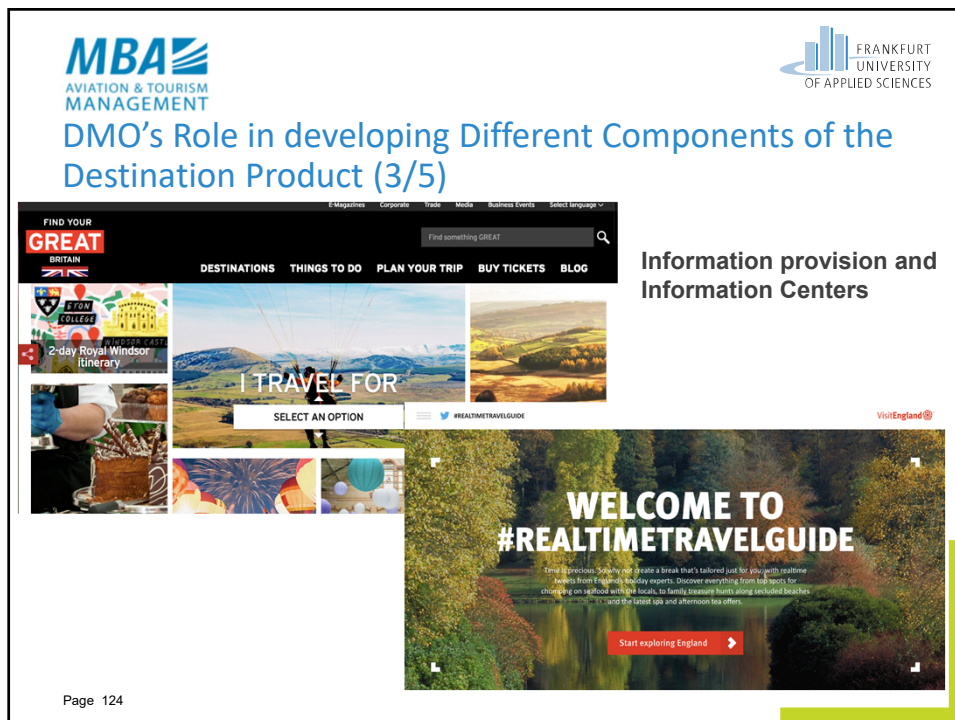 MBA
AVIATION & TOURISM
MANAGEMENT
FRANKFURT
UNIVERSITY
OF APPLIED SCIENCES
DMO's Role in developing Different Components of the
Destination Product (3/5)
E-Magazines Corporate Trade Media Business Events Select language
FIND YOUR
GREAT
BRITAIN
Find something GREAT
DESTINATIONS THINGS TO DO PLAN YOUR TRIP BUY TICKETS BLOG
Information provision and
Information Centers
ETON
COLLEGE
WINDSOR CASTLE
2-day Royal Windsor
itinerary
I TRAVEL FOR
SELECT AN OPTION
#REALTIMETRAVELGUIDE
VisitEngland
WELCOME TO
#REALTIMETRAVELGUIDE
Time is precious. So why not create a break that's tailored just for you, with realtime
tweets from England's holiday experts. Discover everything from top spots for
chomping on seafood with the locals, to family treasure hunts along secluded beaches
and the latest spa and afternoon tea offers.
Start exploring England
Page 124